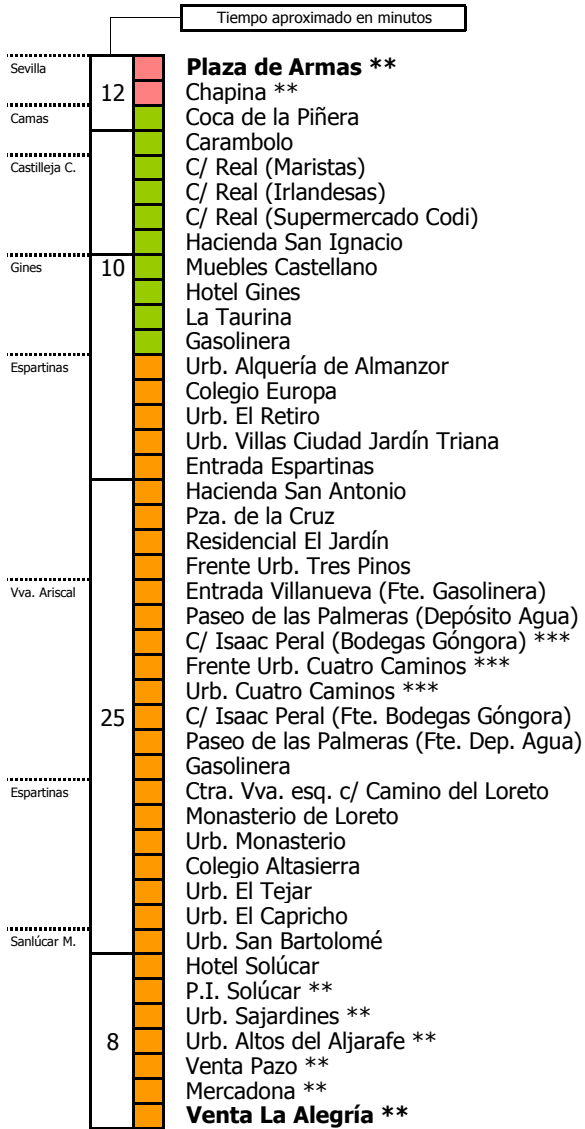 Tiempo aproximado en minutos
Sevilla
Plaza de Armas **
12
Chapina **
Camas
Coca de la Piñera
Carambolo
Castilleja C.
C/ Real (Maristas)
C/ Real (Irlandesas)
C/ Real (Supermercado Codi)
Hacienda San Ignacio
Gines
10
Muebles Castellano
Hotel Gines
La Taurina
Gasolinera
Espartinas
Urb. Alquería de Almanzor
Colegio Europa
Urb. El Retiro
Urb. Villas Ciudad Jardín Triana
Entrada Espartinas
Hacienda San Antonio
Pza. de la Cruz
Residencial El Jardín
Frente Urb. Tres Pinos
Vva. Ariscal
Entrada Villanueva (Fte. Gasolinera)
Paseo de las Palmeras (Depósito Agua)
C/ Isaac Peral (Bodegas Góngora) ***
Frente Urb. Cuatro Caminos ***
Urb. Cuatro Caminos ***
25
C/ Isaac Peral (Fte. Bodegas Góngora)
Paseo de las Palmeras (Fte. Dep. Agua)
Gasolinera
Espartinas
Ctra. Vva. esq. c/ Camino del Loreto
Monasterio de Loreto
Urb. Monasterio
Colegio Altasierra
Urb. El Tejar
Urb. El Capricho
Sanlúcar M.
Urb. San Bartolomé
Hotel Solúcar
P.I. Solúcar **
Urb. Sajardines **
8
Urb. Altos del Aljarafe **
Venta Pazo **
Mercadona **
Venta La Alegría **